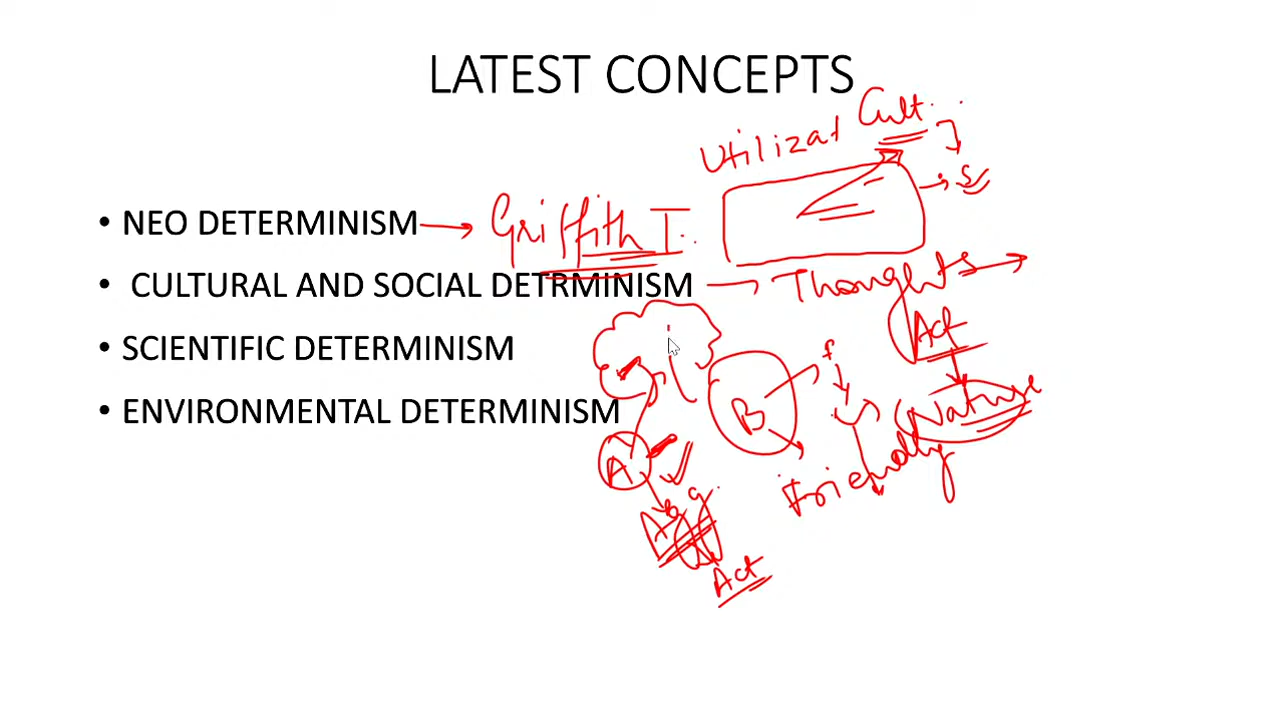 LATEST CONCEPTS
Cult.
Utilizat
S
• NEO DETERMINISM → Griffith T.
• CULTURAL AND SOCIAL DETRMINISM → Thoughts →
• SCIENTIFIC DETERMINISM
Act
f
• ENVIRONMENTAL DETERMINISM
B
Nature
A
Friendly
Act